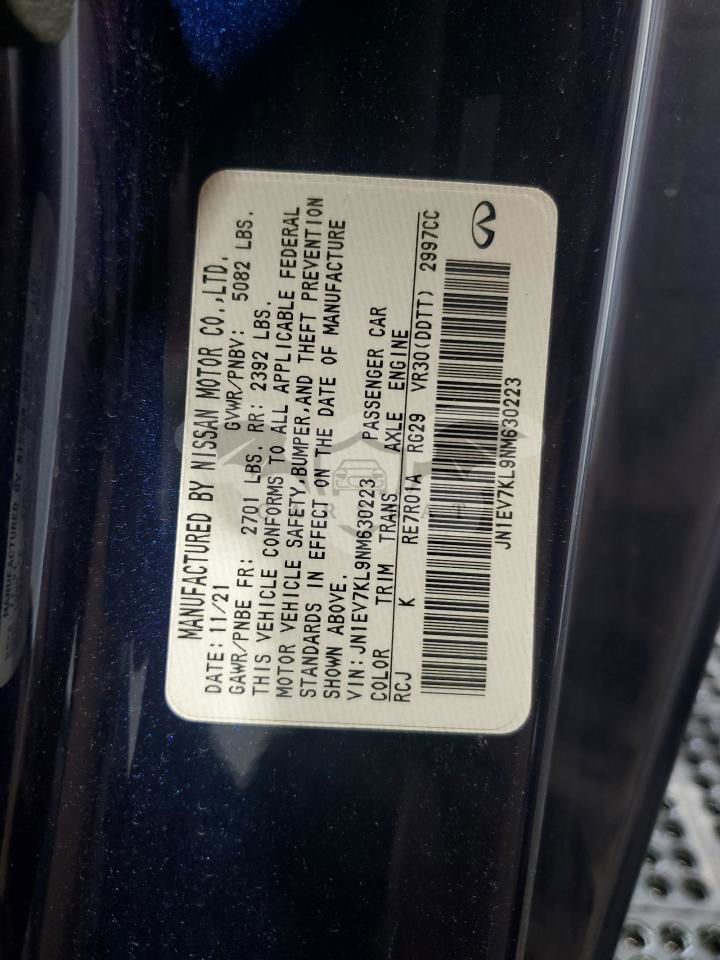 MANUFACTURED BY NISSAN MOTOR CO.,LTD.
DATE: 11/21 GVWR/PNBV: 5082 LBS.
GAWR/PNBE FR: 2701 LBS. RR: 2392 LBS.
THIS VEHICLE CONFORMS TO ALL APPLICABLE FEDERAL
MOTOR VEHICLE SAFETY,BUMPER,AND THEFT PREVENTION
STANDARDS IN EFFECT ON THE DATE OF MANUFACTURE
SHOWN ABOVE.
VIN:JN1EV7KL9NM630223 PASSENGER CAR
COLOR TRIM TRANS AXLE ENGINE
RCJ K RE7R01A RG29 VR30(DDTT) 2997CC
JN1EV7KL9NM630223